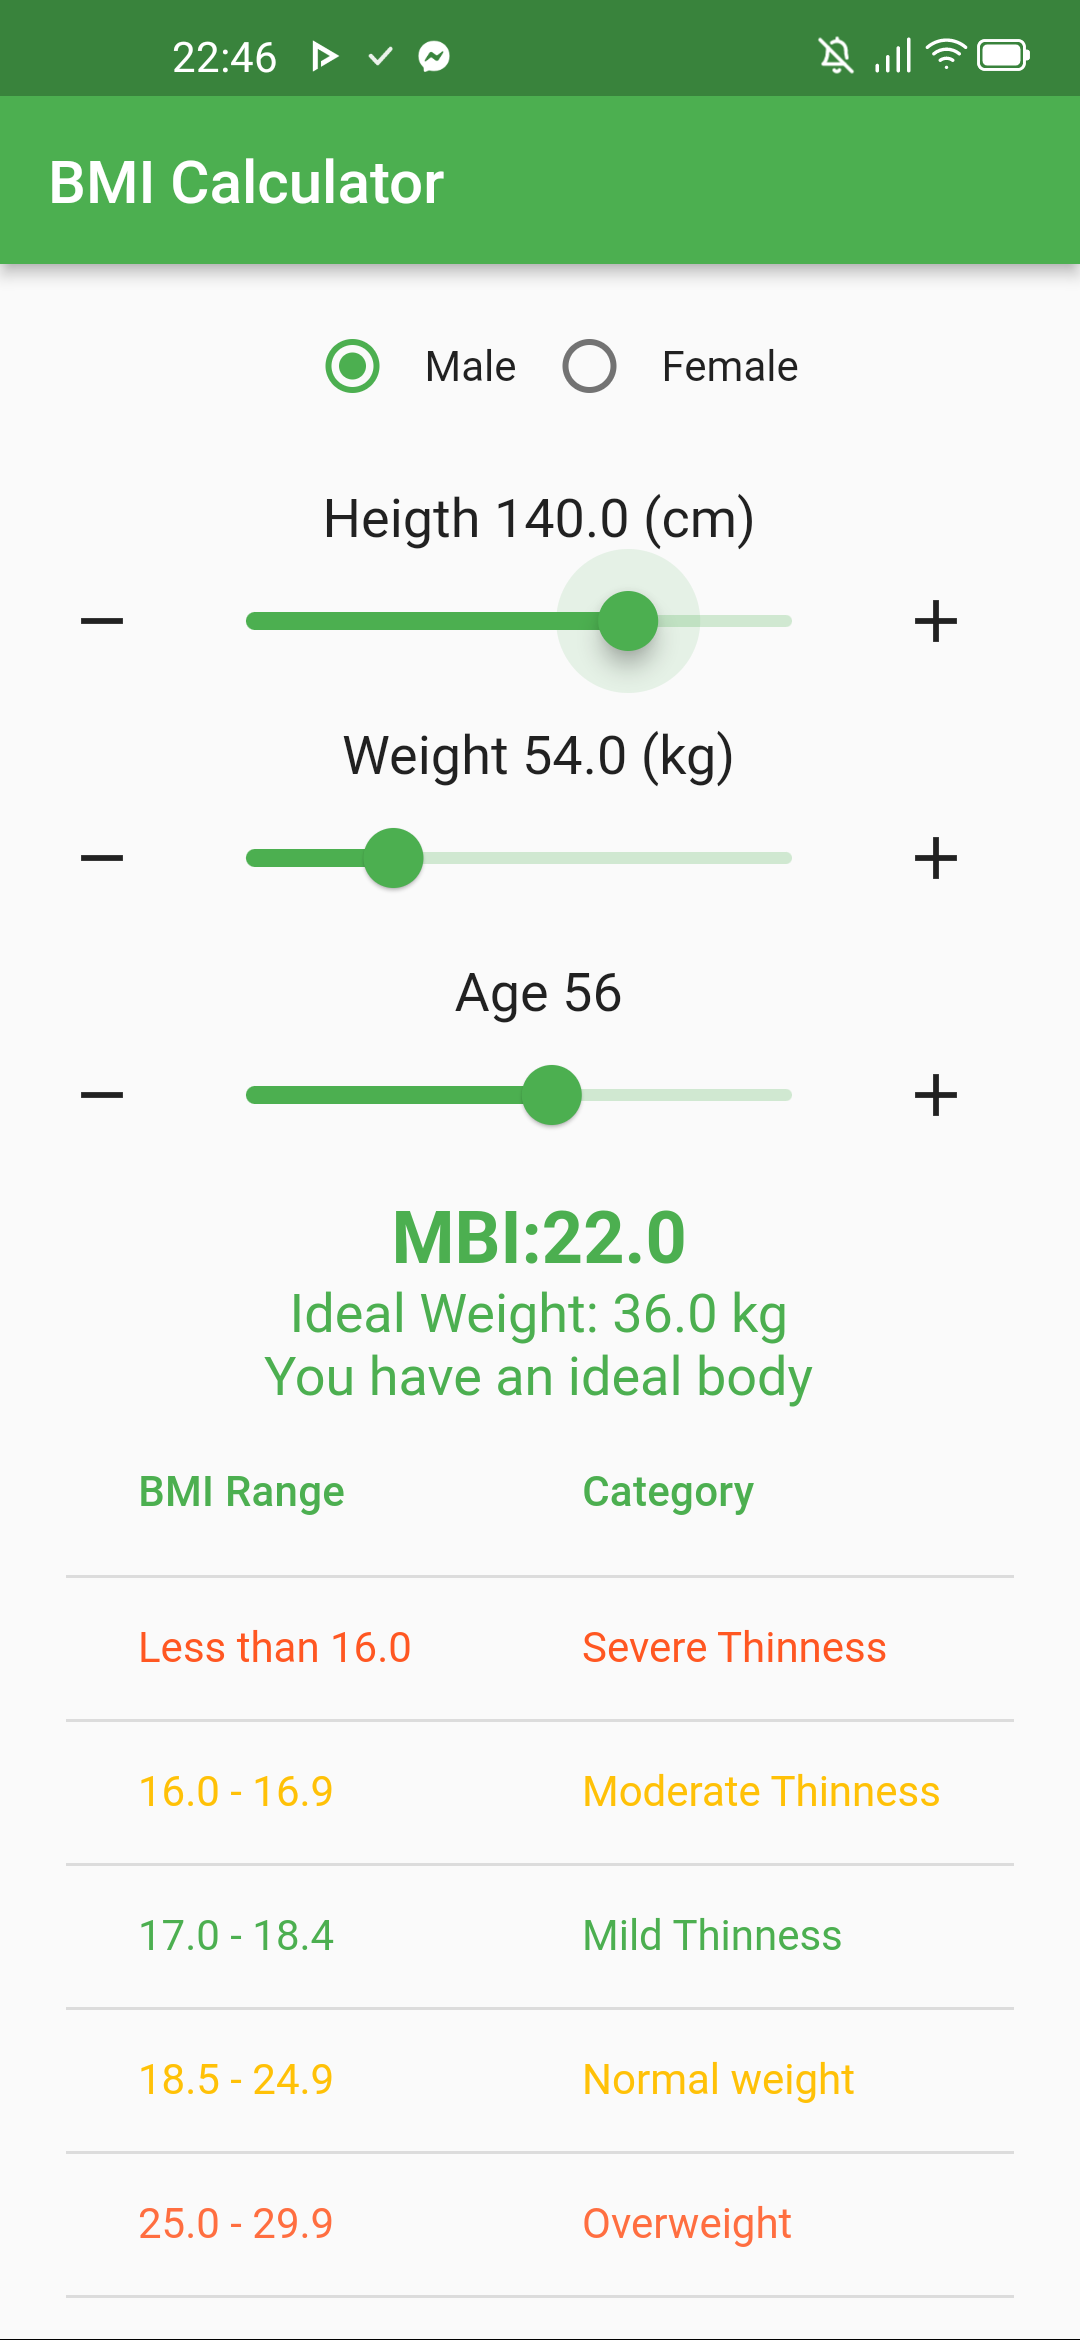 22:46
BMI Calculator
Male Female
Heigth 140.0 (cm)
Weight 54.0 (kg)
Age 56
MBI:22.0
Ideal Weight: 36.0 kg
You have an ideal body
BMI Range Category
Less than 16.0 Severe Thinness
16.0 - 16.9 Moderate Thinness
17.0 - 18.4 Mild Thinness
18.5 - 24.9 Normal weight
25.0 - 29.9 Overweight